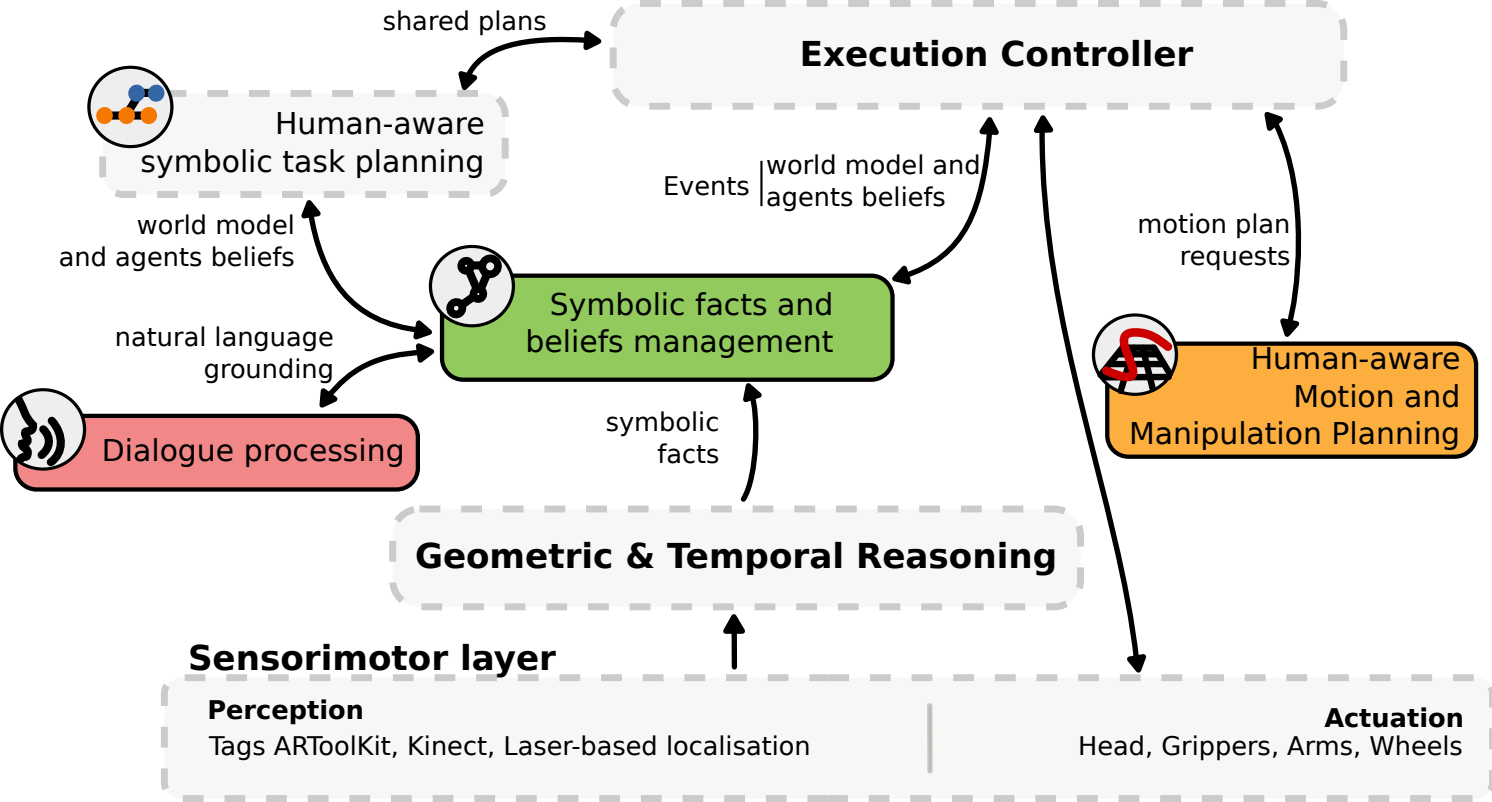 shared plans
Execution Controller
Human-aware
symbolic task planning
Events
world model and
agents beliefs
world model
and agents beliefs
motion plan
requests
Symbolic facts and
beliefs management
natural language
grounding
Human-aware
Motion and
Manipulation Planning
Dialogue processing
symbolic
facts
Geometric & Temporal Reasoning
Sensorimotor layer
Perception
Tags ARToolKit, Kinect, Laser-based localisation
Actuation
Head, Grippers, Arms, Wheels